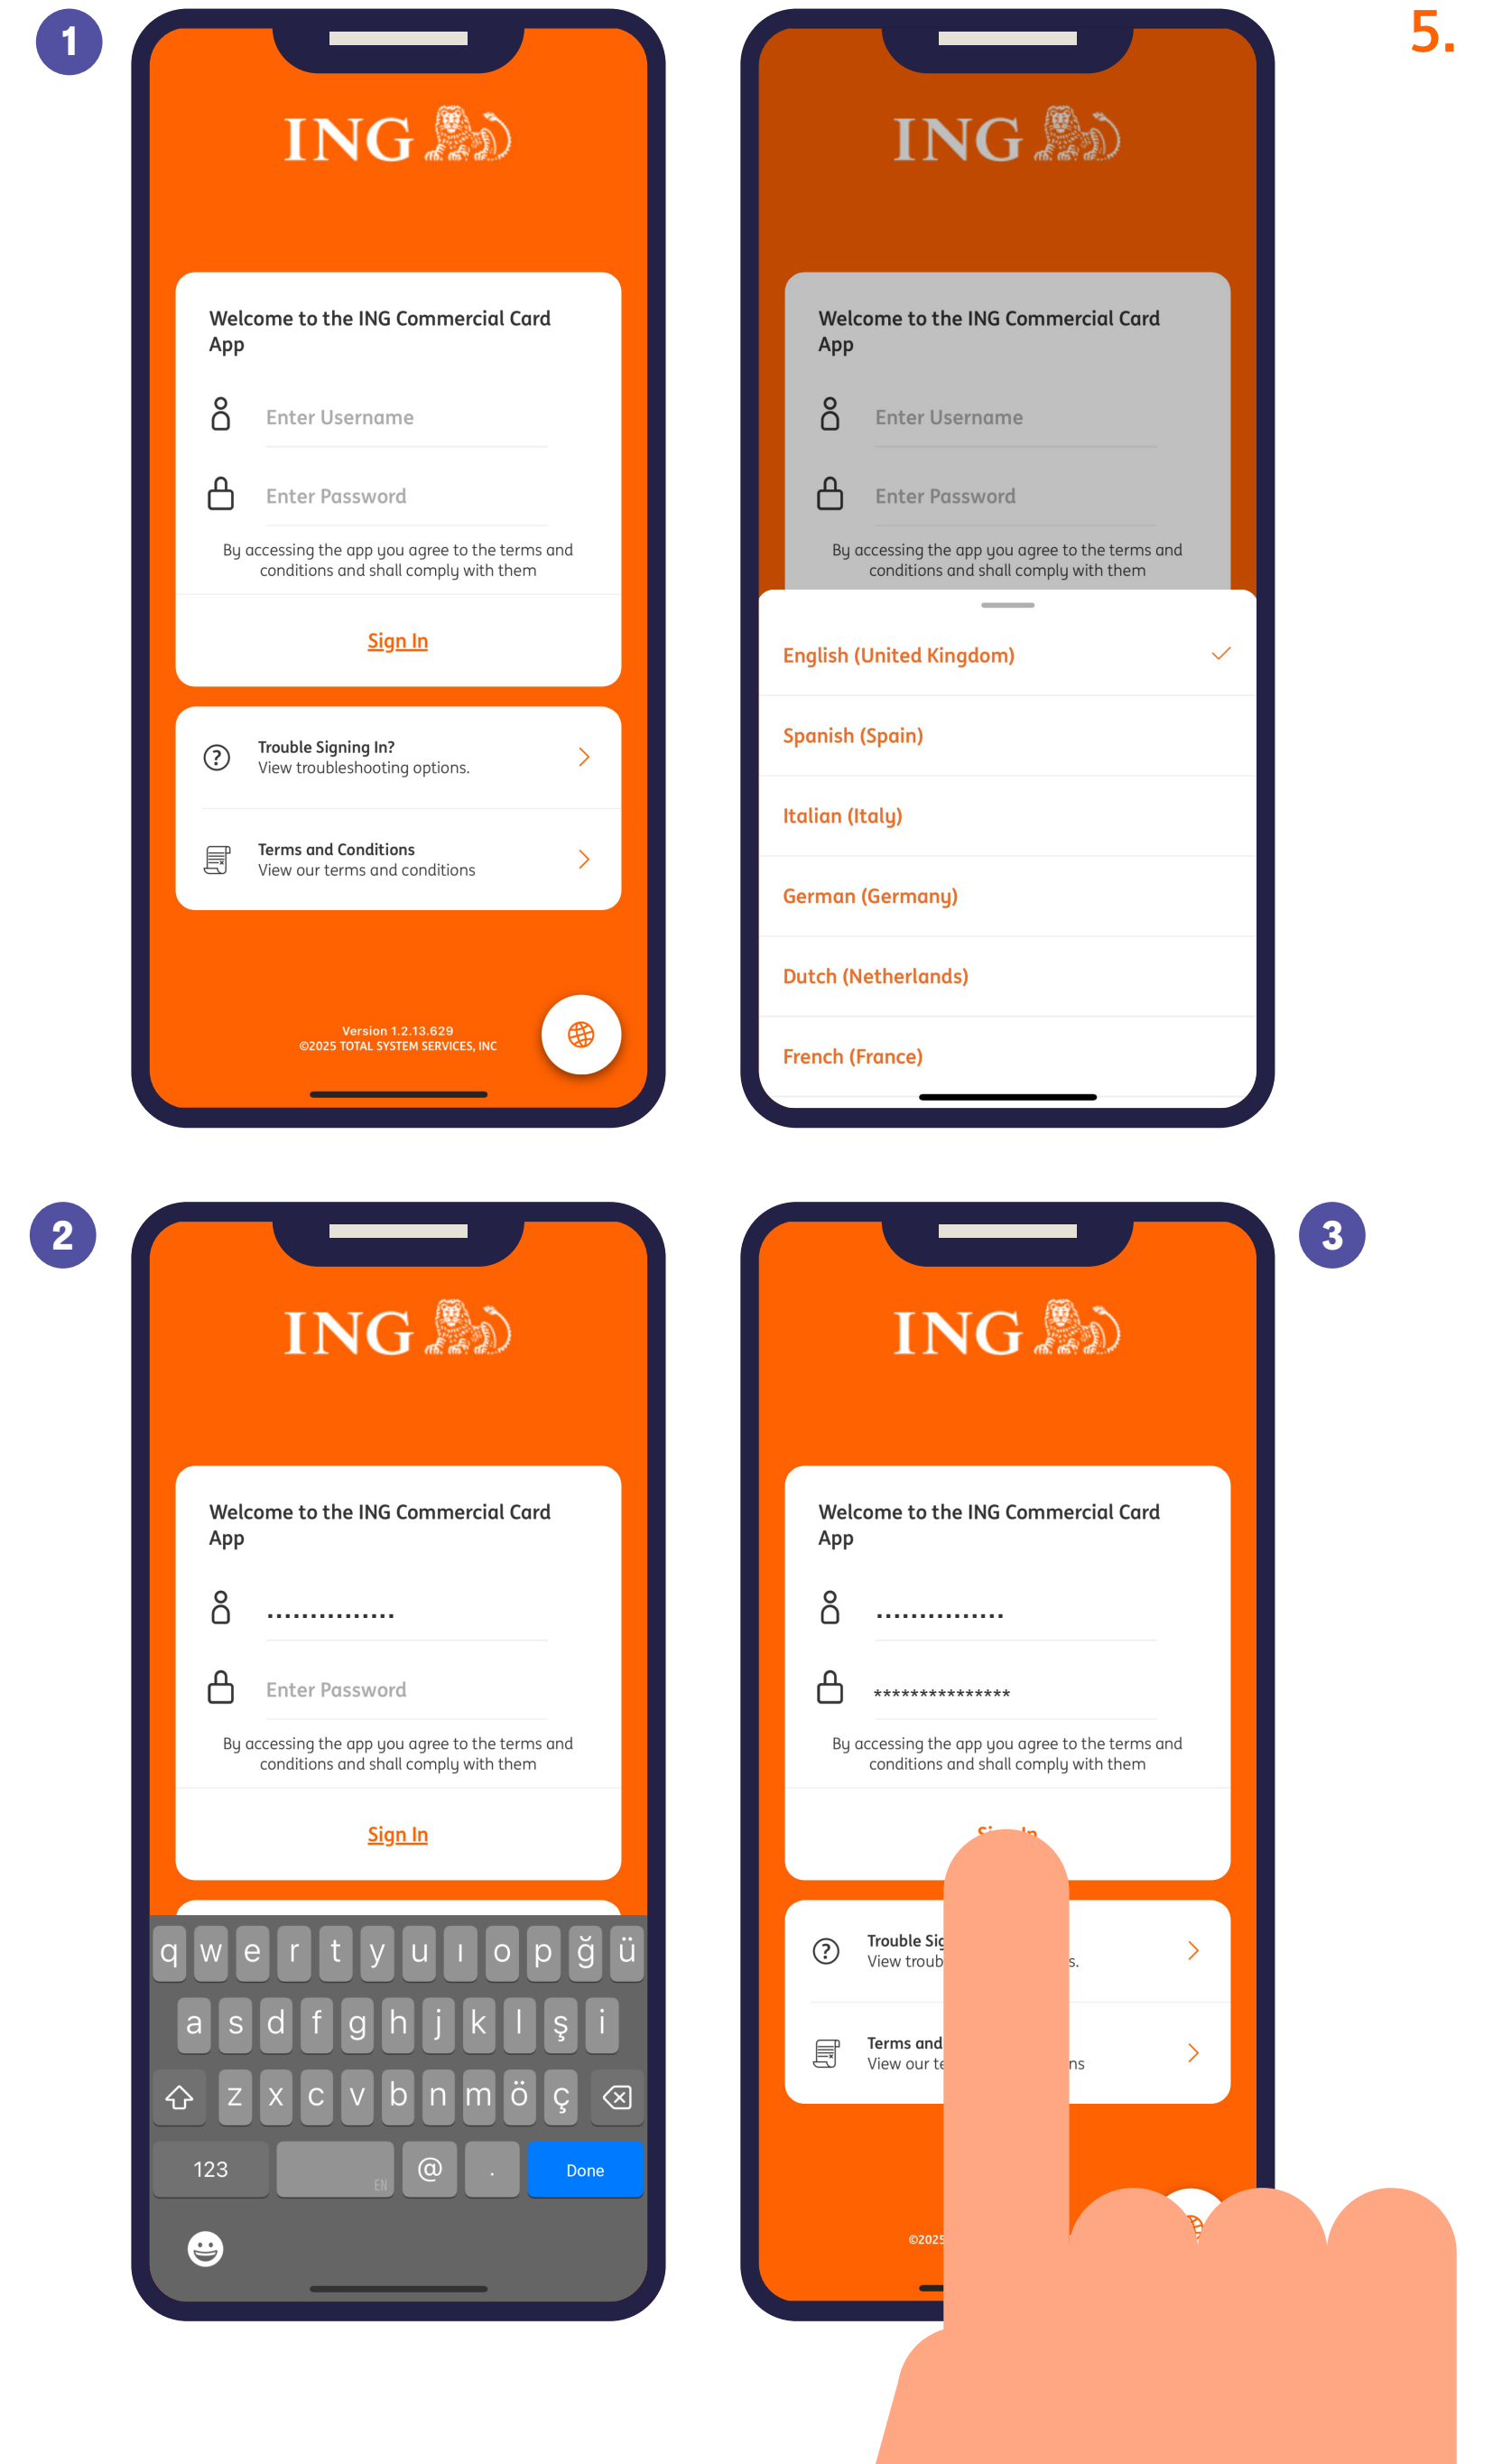 1
5.
ING
Welcome to the ING Commercial Card
App
Enter Username
Enter Password
By accessing the app you agree to the terms and
conditions and shall comply with them
Sign In
Trouble Signing In?
View troubleshooting options.
Terms and Conditions
View our terms and conditions
Version 1.2.13.629
©2025 TOTAL SYSTEM SERVICES, INC
ING
Welcome to the ING Commercial Card
App
Enter Username
Enter Password
By accessing the app you agree to the terms and
conditions and shall comply with them
English (United Kingdom)
Spanish (Spain)
Italian (Italy)
German (Germany)
Dutch (Netherlands)
French (France)
2
ING
Welcome to the ING Commercial Card
App
...............
Enter Password
By accessing the app you agree to the terms and
conditions and shall comply with them
Sign In
q w e r t y u ı o p ğ ü
a s d f g h j k l ş i
z x c v b n m ö ç
123 EN @ . Done
3
ING
Welcome to the ING Commercial Card
App
...............
***************
By accessing the app you agree to the terms and
conditions and shall comply with them
Trouble
View
Terms and
View our
©2025